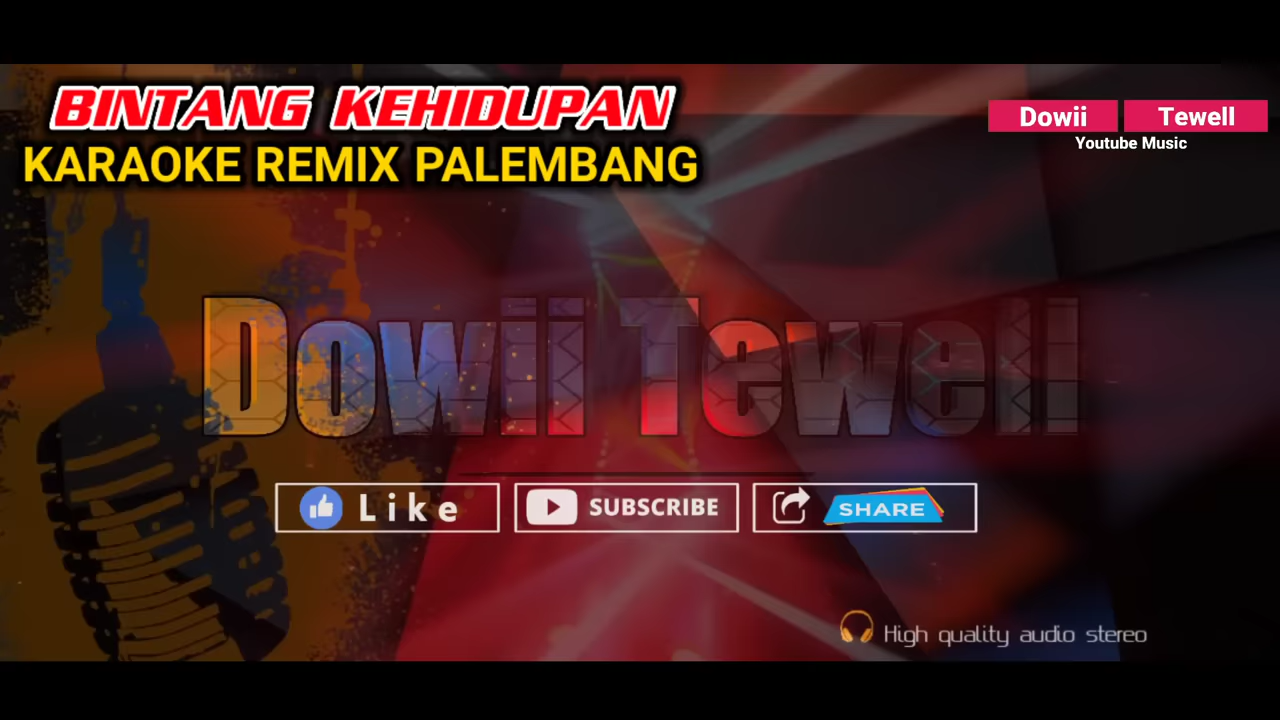 BINTANG KEHIDUPAN
KARAOKE REMIX PALEMBANG
Dowii Tewell
Youtube Music
Dowii Tewell
Like
SUBSCRIBE
SHARE
High quality audio stereo